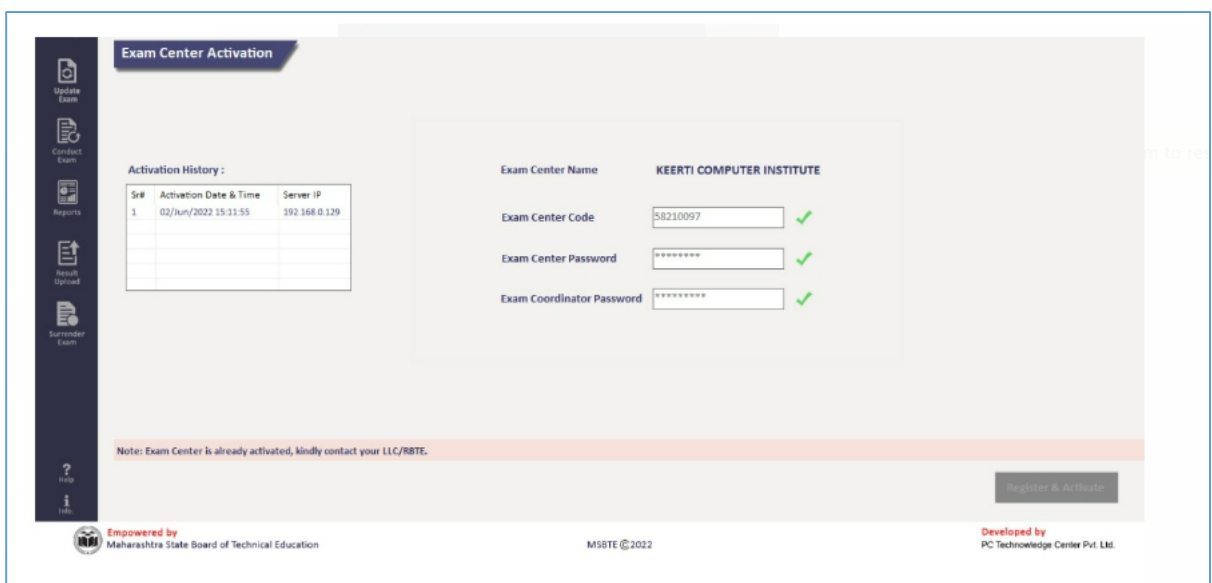 Exam Center Activation
Update
Exam
Conduct
Exam
Reports
Result
Upload
Surrender
Exam
Help
Info.
Activation History :
Sr# Activation Date & Time Server IP
1 02/Jun/2022 15:11:55 192.168.0.129
Exam Center Name KEERTI COMPUTER INSTITUTE
Exam Center Code 58210097
Exam Center Password ********
Exam Coordinator Password *********
Note: Exam Center is already activated, kindly contact your LLC/RBTE.
Register & Activate
Empowered by
Maharashtra State Board of Technical Education
MSBTE ©2022
Developed by
PC Technowledge Center Pvt. Ltd.